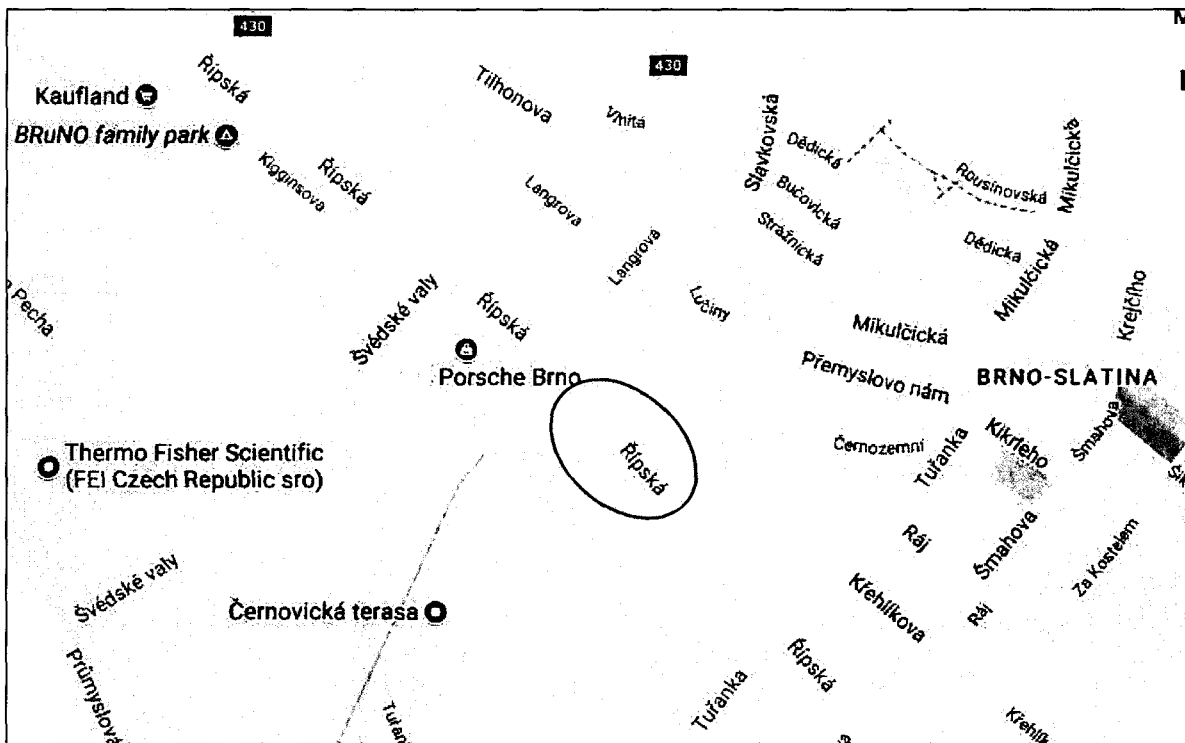 430
430
Řípská
Kaufland
BRuNO family park
Kigginsova
Řípská
Tilhonova
Vlnitá
Langrova
Langrova
Slavkovská
Dědická
Bučovická
Strážnická
Rousínovská
Mikulčická
Dědická
Mikulčická
Pecha
Švédské valy
Řípská
Porsche Brno
Lučiny
Mikulčická
Krejčího
Přemyslovo nám
BRNO-SLATINA
Thermo Fisher Scientific
(FEI Czech Republic sro)
Řípská
Černozemní
Tuřanka
Kikrleho
Šmahova
Ráj
Šmahova
Za Kostelem
Švédské valy
Černovická terasa
Křehlíkova
Ráj
Průmyslová
Tuřanka
Řípská